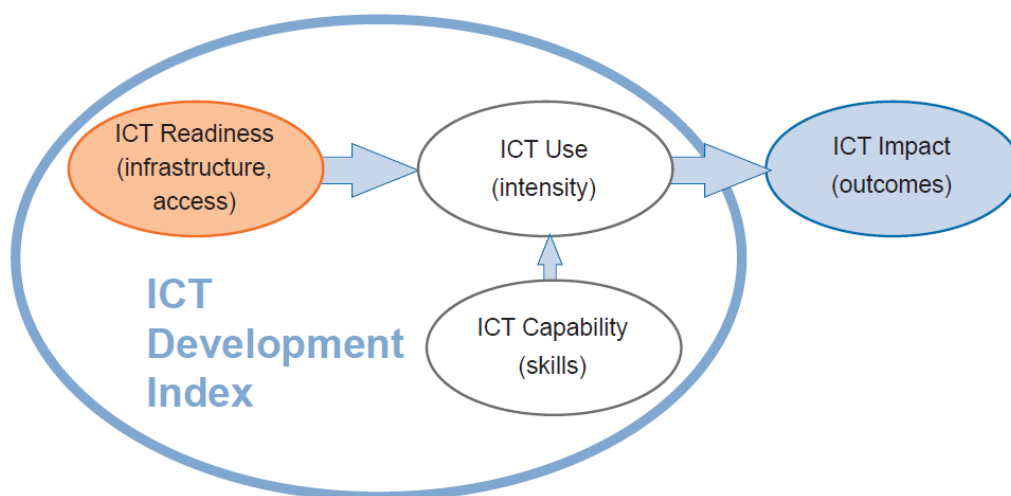 ICT Readiness
(infrastructure,
access)
ICT Use
(intensity)
ICT Impact
(outcomes)
ICT
Development
Index
ICT Capability
(skills)